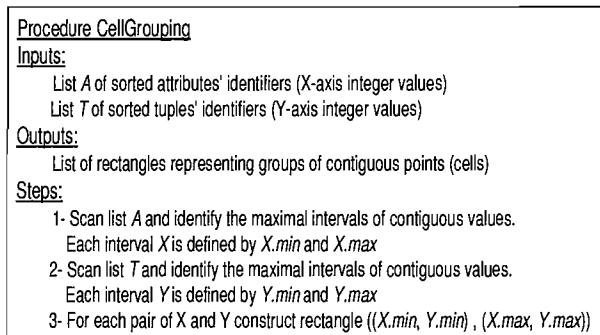 Procedure CellGrouping
Inputs:
List A of sorted attributes' identifiers (X-axis integer values)
List T of sorted tuples' identifiers (Y-axis integer values)
Outputs:
List of rectangles representing groups of contiguous points (cells)
Steps:
1- Scan list A and identify the maximal intervals of contiguous values.
Each interval X is defined by X.min and X.max
2- Scan list T and identify the maximal intervals of contiguous values.
Each interval Y is defined by Y.min and Y.max
3- For each pair of X and Y construct rectangle ((X.min, Y.min) , (X.max, Y.max))